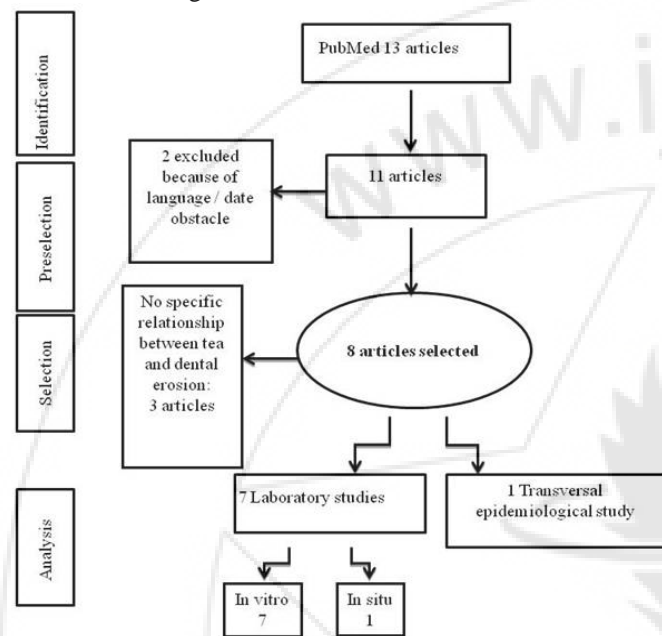 Identification
PubMed 13 articles
2 excluded
because of
language / date
obstacle
11 articles
Preselection
No specific
relationship
between tea
and dental
erosion:
3 articles
8 articles selected
Selection
7 Laboratory studies
1 Transversal
epidemiological study
Analysis
In vitro
7
In situ
1
www.i